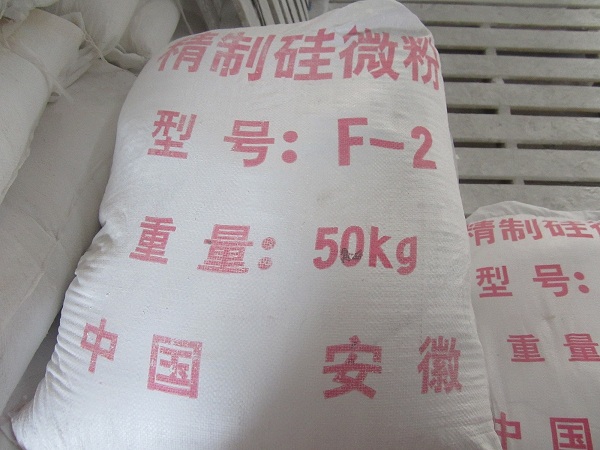 精制硅微粉
型号：F-2
重量：50kg
中国 安徽
精制硅
型号：
重量
中国